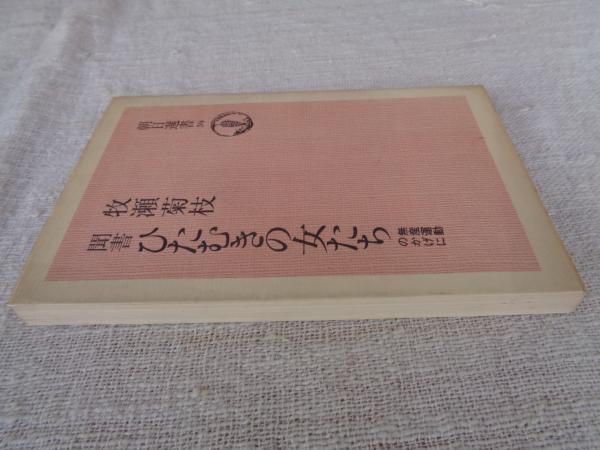 朝日選書 56
牧瀬菊枝
聞書 ひたむきの女たち
無産運動
のかげに